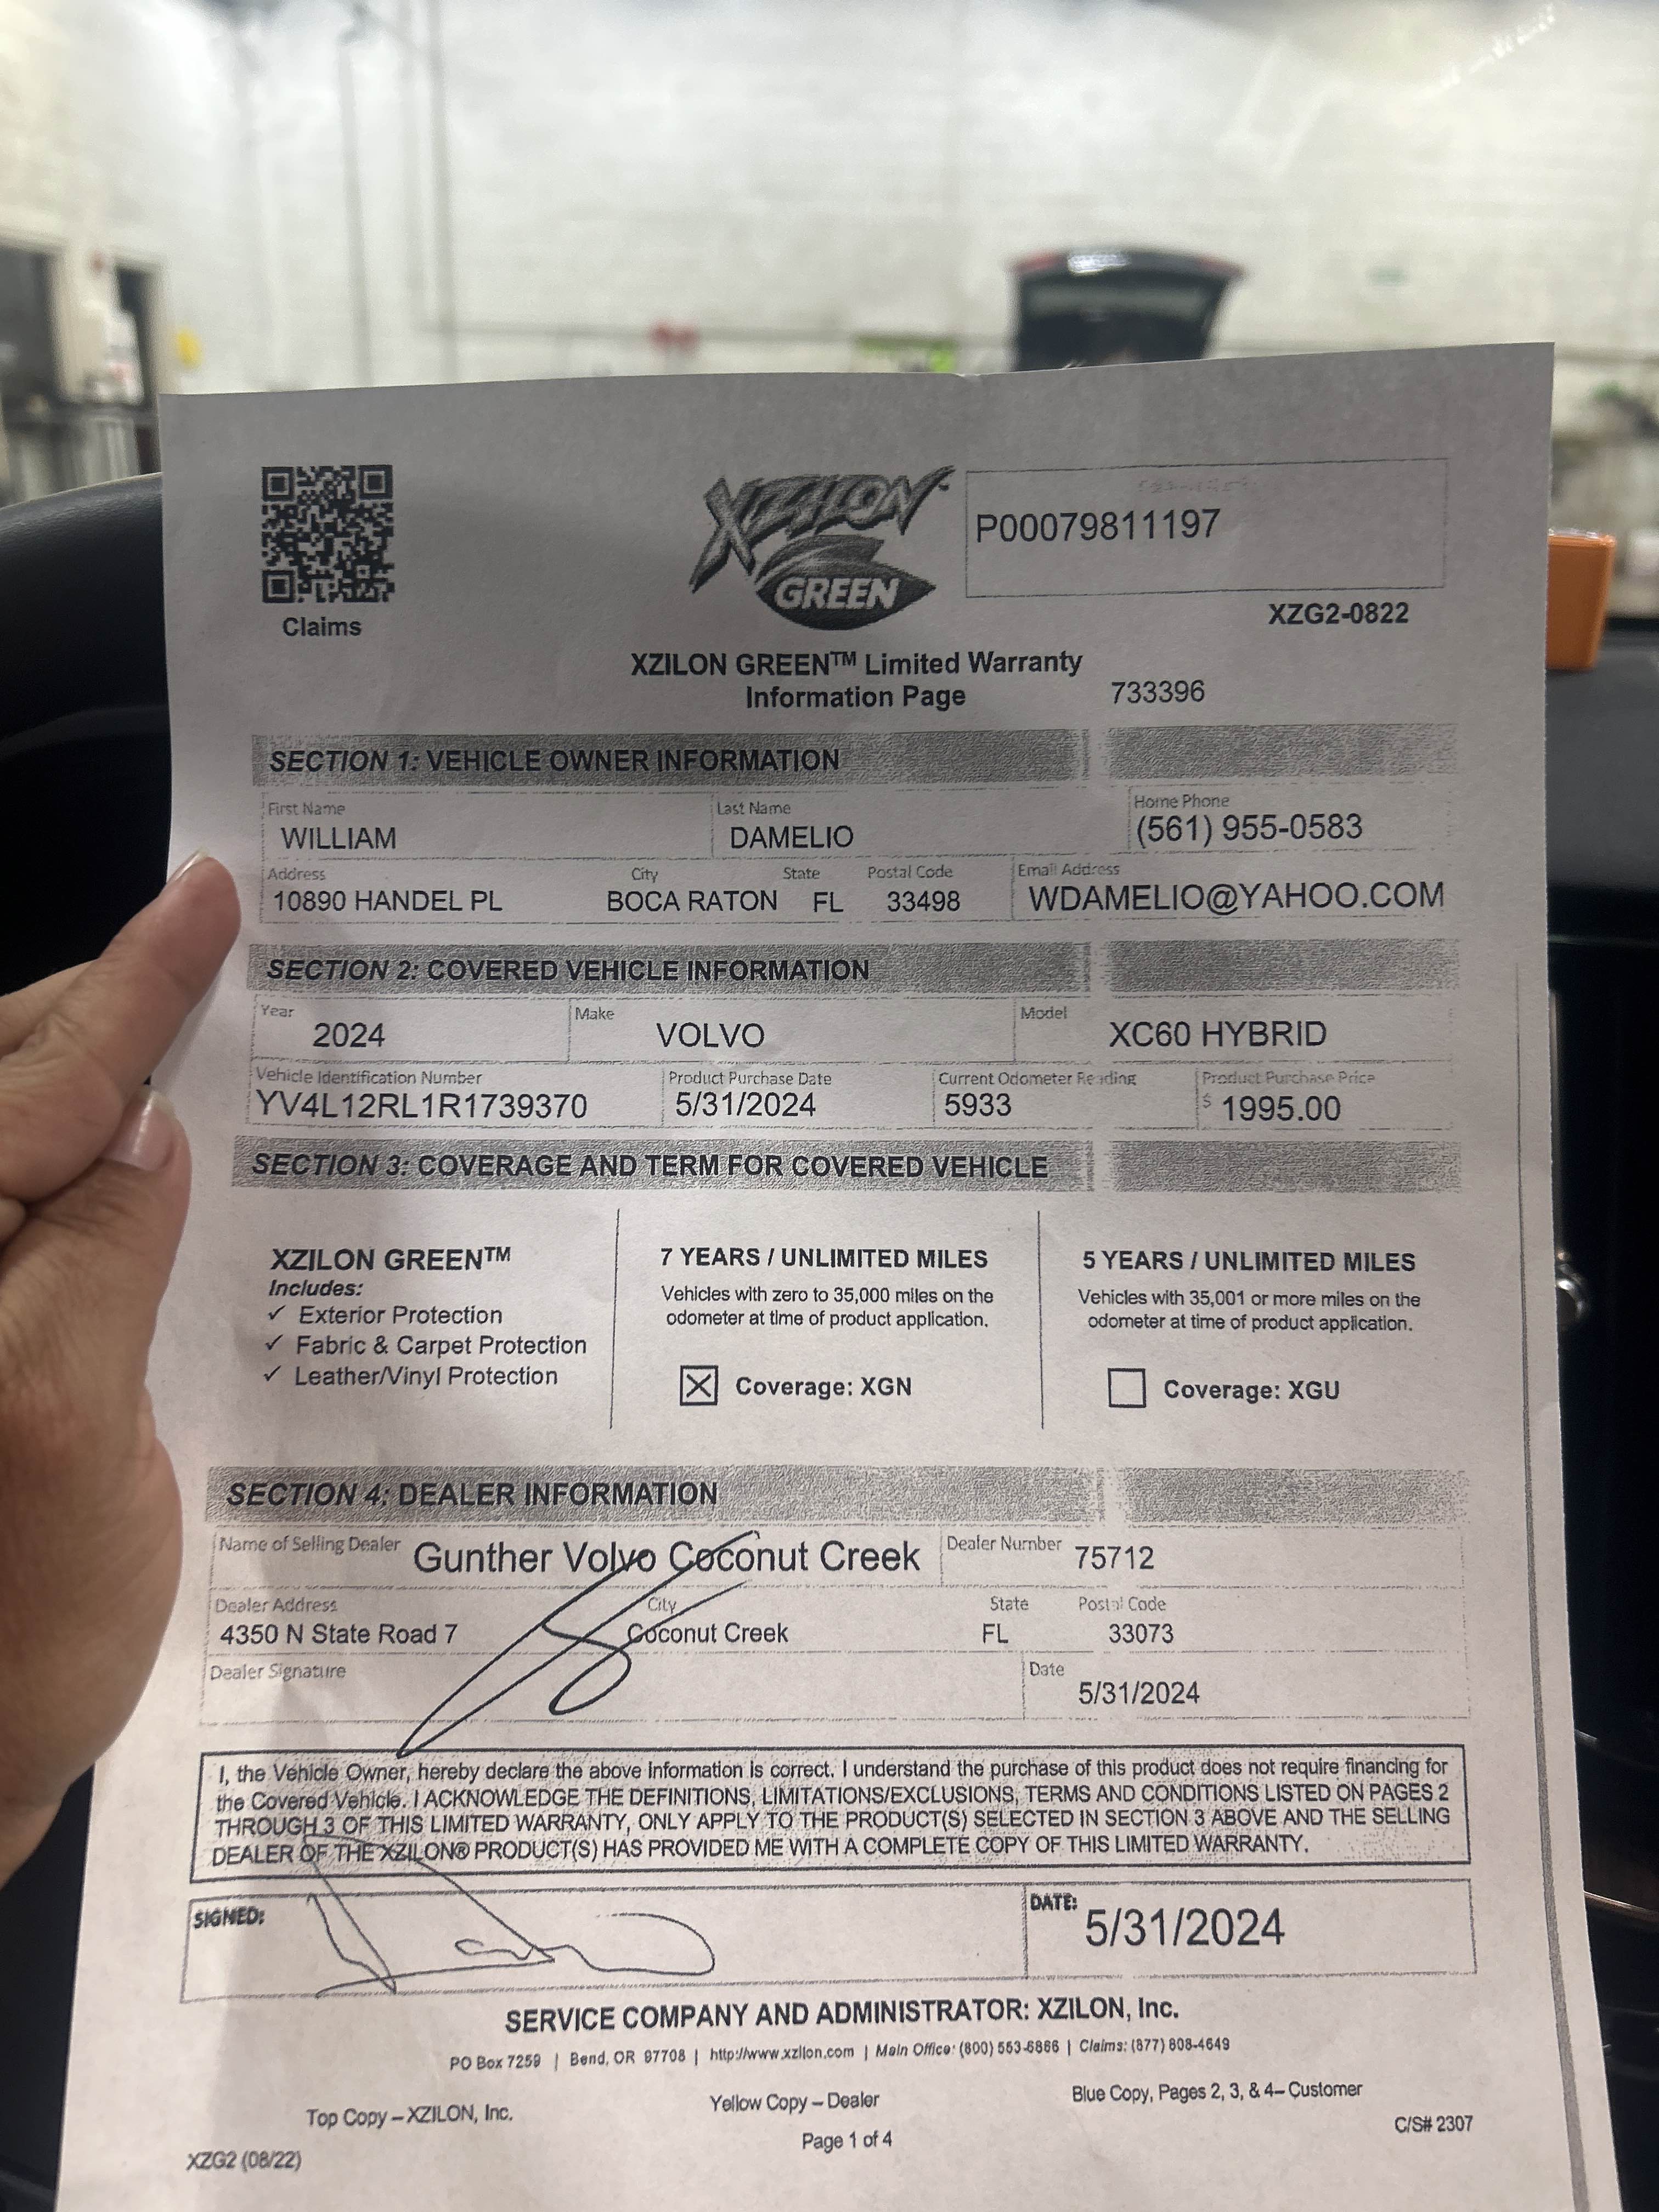 XZILON
GREEN
P00079811197
Claims
XZG2-0822
XZILON GREEN™ Limited Warranty
Information Page 733396
SECTION 1: VEHICLE OWNER INFORMATION
First Name Last Name Home Phone
WILLIAM DAMELIO (561) 955-0583
Address City State Postal Code Email Address
10890 HANDEL PL BOCA RATON FL 33498 WDAMELIO@YAHOO.COM
SECTION 2: COVERED VEHICLE INFORMATION
Year Make Model
2024 VOLVO XC60 HYBRID
Vehicle Identification Number Product Purchase Date Current Odometer Reading Product Purchase Price
YV4L12RL1R1739370 5/31/2024 5933 $ 1995.00
SECTION 3: COVERAGE AND TERM FOR COVERED VEHICLE
XZILON GREEN™ 7 YEARS / UNLIMITED MILES 5 YEARS / UNLIMITED MILES
Includes: Vehicles with zero to 35,000 miles on the Vehicles with 35,001 or more miles on the
✓ Exterior Protection odometer at time of product application. odometer at time of product application.
✓ Fabric & Carpet Protection
✓ Leather/Vinyl Protection ☒ Coverage: XGN ☐ Coverage: XGU
SECTION 4: DEALER INFORMATION
Name of Selling Dealer Gunther Volvo Coconut Creek Dealer Number 75712
Dealer Address City State Postal Code
4350 N State Road 7 Coconut Creek FL 33073
Dealer Signature Date
5/31/2024
I, the Vehicle Owner, hereby declare the above information is correct. I understand the purchase of this product does not require financing for
the Covered Vehicle. I ACKNOWLEDGE THE DEFINITIONS, LIMITATIONS/EXCLUSIONS, TERMS AND CONDITIONS LISTED ON PAGES 2
THROUGH 3 OF THIS LIMITED WARRANTY, ONLY APPLY TO THE PRODUCT(S) SELECTED IN SECTION 3 ABOVE AND THE SELLING
DEALER OF THE XZILON® PRODUCT(S) HAS PROVIDED ME WITH A COMPLETE COPY OF THIS LIMITED WARRANTY.
SIGNED: DATE: 5/31/2024
SERVICE COMPANY AND ADMINISTRATOR: XZILON, Inc.
PO Box 7259 | Bend, OR 97708 | http://www.xzilon.com | Main Office: (800) 553-6866 | Claims: (877) 808-4649
Top Copy – XZILON, Inc. Yellow Copy – Dealer Blue Copy, Pages 2, 3, & 4– Customer
Page 1 of 4 C/S# 2307
XZG2 (08/22)